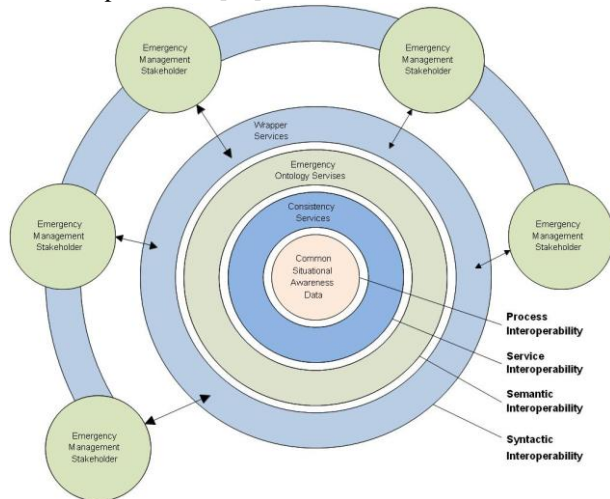 Emergency
Management
Stakeholder
Emergency
Management
Stakeholder
Wrapper
Services
Emergency
Ontology Servises
Consistency
Services
Emergency
Management
Stakeholder
Emergency
Management
Stakeholder
Common
Situational
Awareness
Data
Process
Interoperability
Service
Interoperability
Semantic
Interoperability
Syntactic
Interoperability
Emergency
Management
Stakeholder